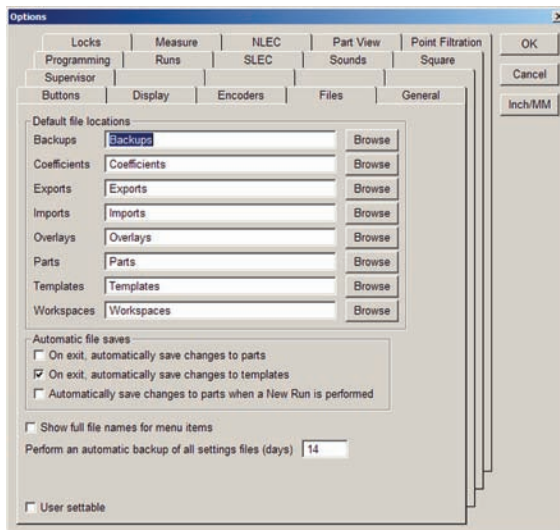 Options
Locks Measure NLEC Part View Point Filtration
Programming Runs SLEC Sounds Square
Supervisor
Buttons Display Encoders Files General
OK
Cancel
Inch/MM
Default file locations
Backups Backups Browse
Coefficients Coefficients Browse
Exports Exports Browse
Imports Imports Browse
Overlays Overlays Browse
Parts Parts Browse
Templates Templates Browse
Workspaces Workspaces Browse
Automatic file saves
On exit, automatically save changes to parts
On exit, automatically save changes to templates
Automatically save changes to parts when a New Run is performed
Show full file names for menu items
Perform an automatic backup of all settings files (days) 14
User settable